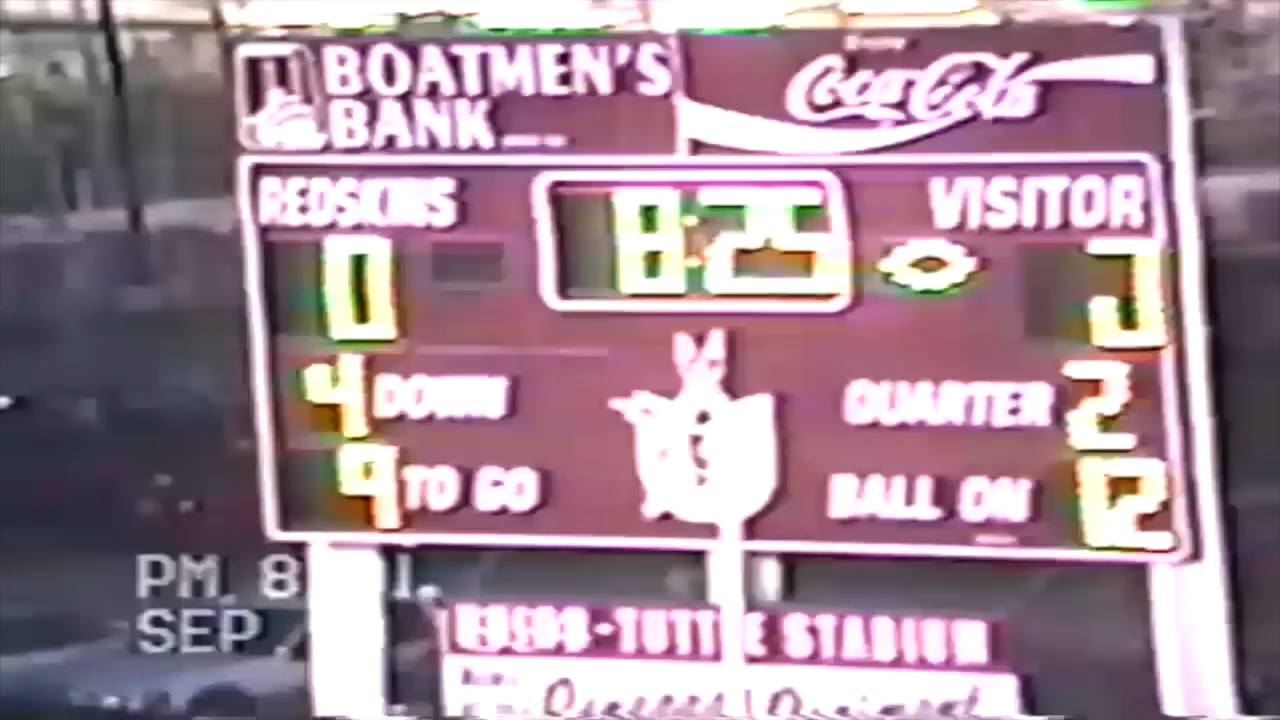 BOATMEN'S
BANK
Coca-Cola
REDSKINS
8:25
VISITOR
0
4 DOWN
QUARTER 2
9 TO GO
BALL ON 12
PM. 8
SEP
STADIUM